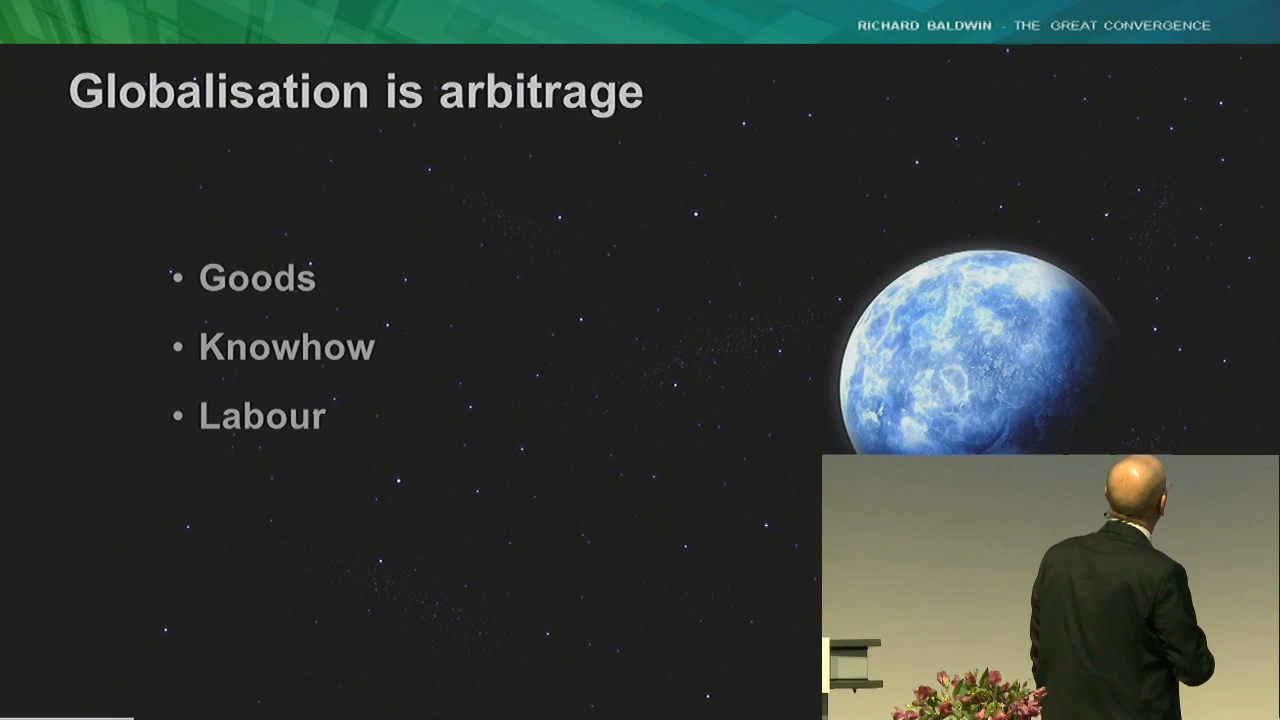 RICHARD BALDWIN - THE GREAT CONVERGENCE
Globalisation is arbitrage
• Goods
• Knowhow
• Labour